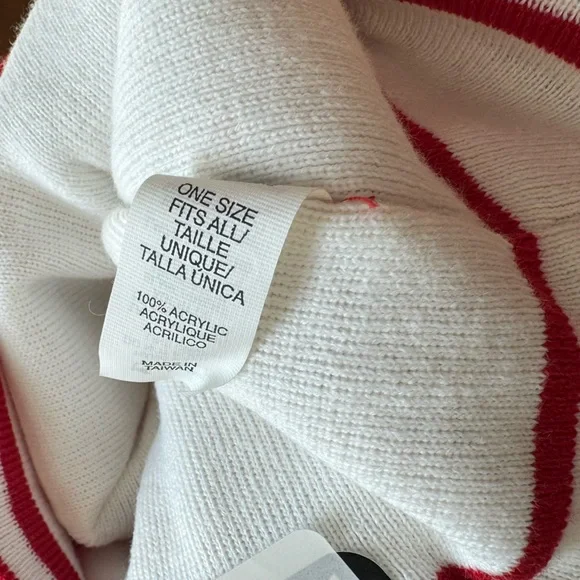 ONE SIZE
FITS ALL/
TAILLE
UNIQUE/
TALLA ÚNICA
100% ACRYLIC
ACRYLIQUE
ACRILICO
MADE IN
TAIWAN